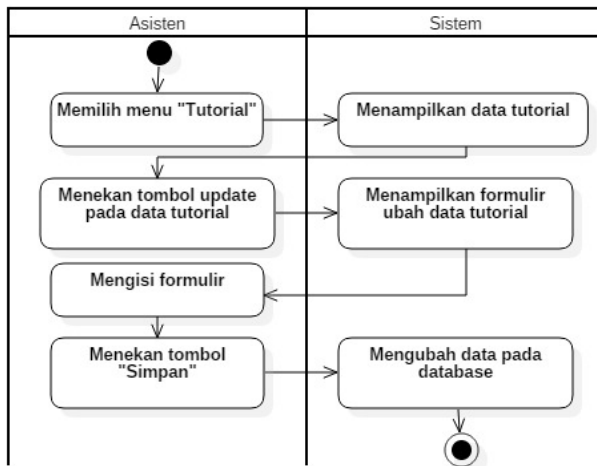 Asisten
Sistem
Memilih menu "Tutorial"
Menampilkan data tutorial
Menekan tombol update
pada data tutorial
Menampilkan formulir
ubah data tutorial
Mengisi formulir
Menekan tombol
"Simpan"
Mengubah data pada
database